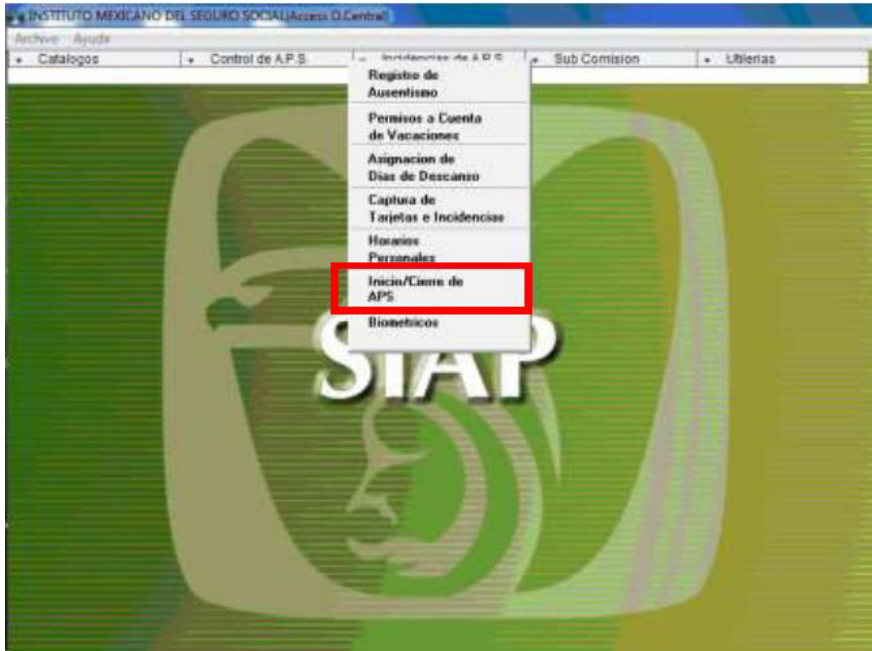 INSTITUTO MEXICANO DEL SEGURO SOCIAL(Access O.Central)
Archivo Ayuda
Catalogos
Control de A.P.S.
Incidencias de A.P.S.
Sub Comision
Utilerias
Registro de
Ausentismo
Permisos a Cuenta
de Vacaciones
Asignacion de
Dias de Descanso
Captura de
Tarjetas e Incidencias
Horarios
Personales
Inicio/Cierre de
APS
Biometricos
SIAP